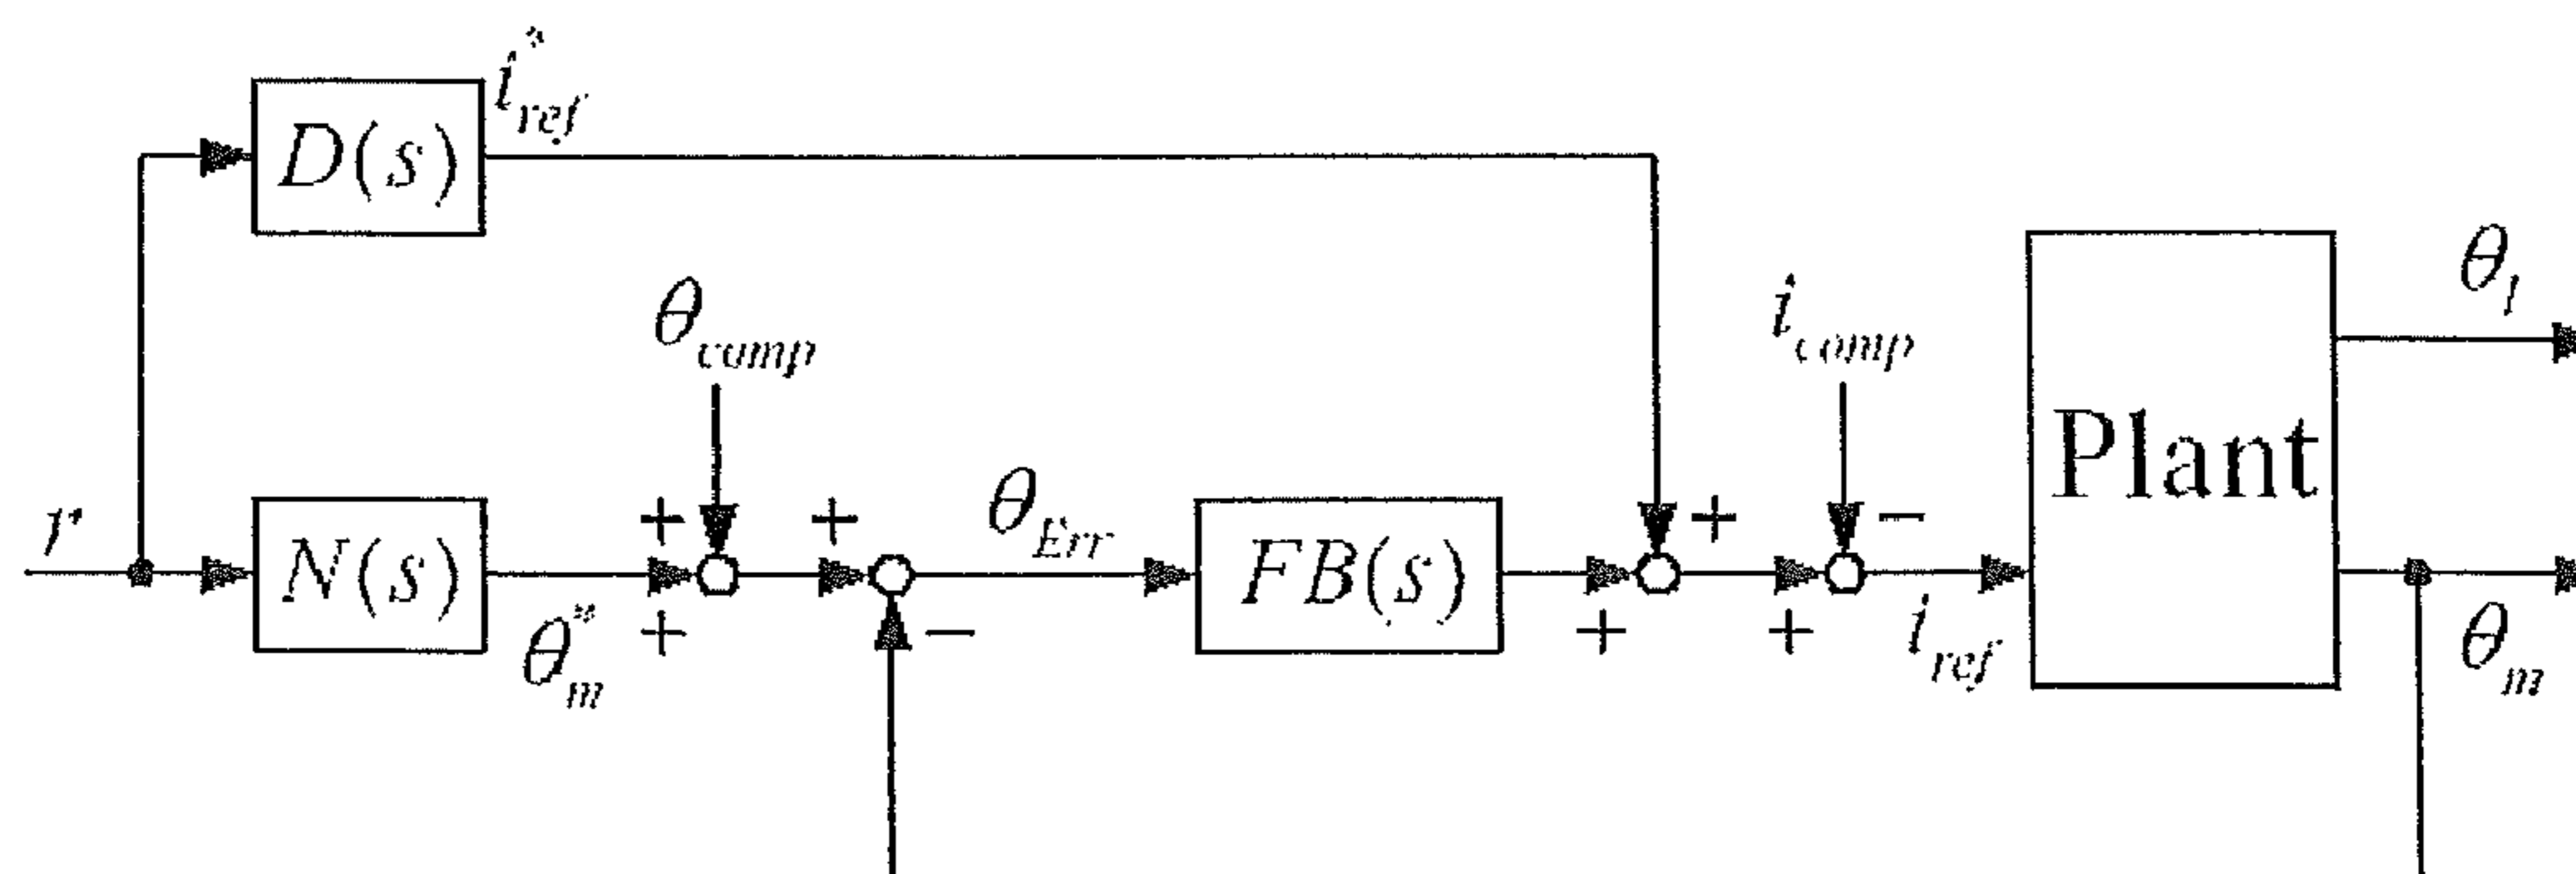 i*ref
D(s)
θl
θcomp
icomp
Plant
+ + θErr + −
r N(s) FB(s)
θ*m + − + + iref θm